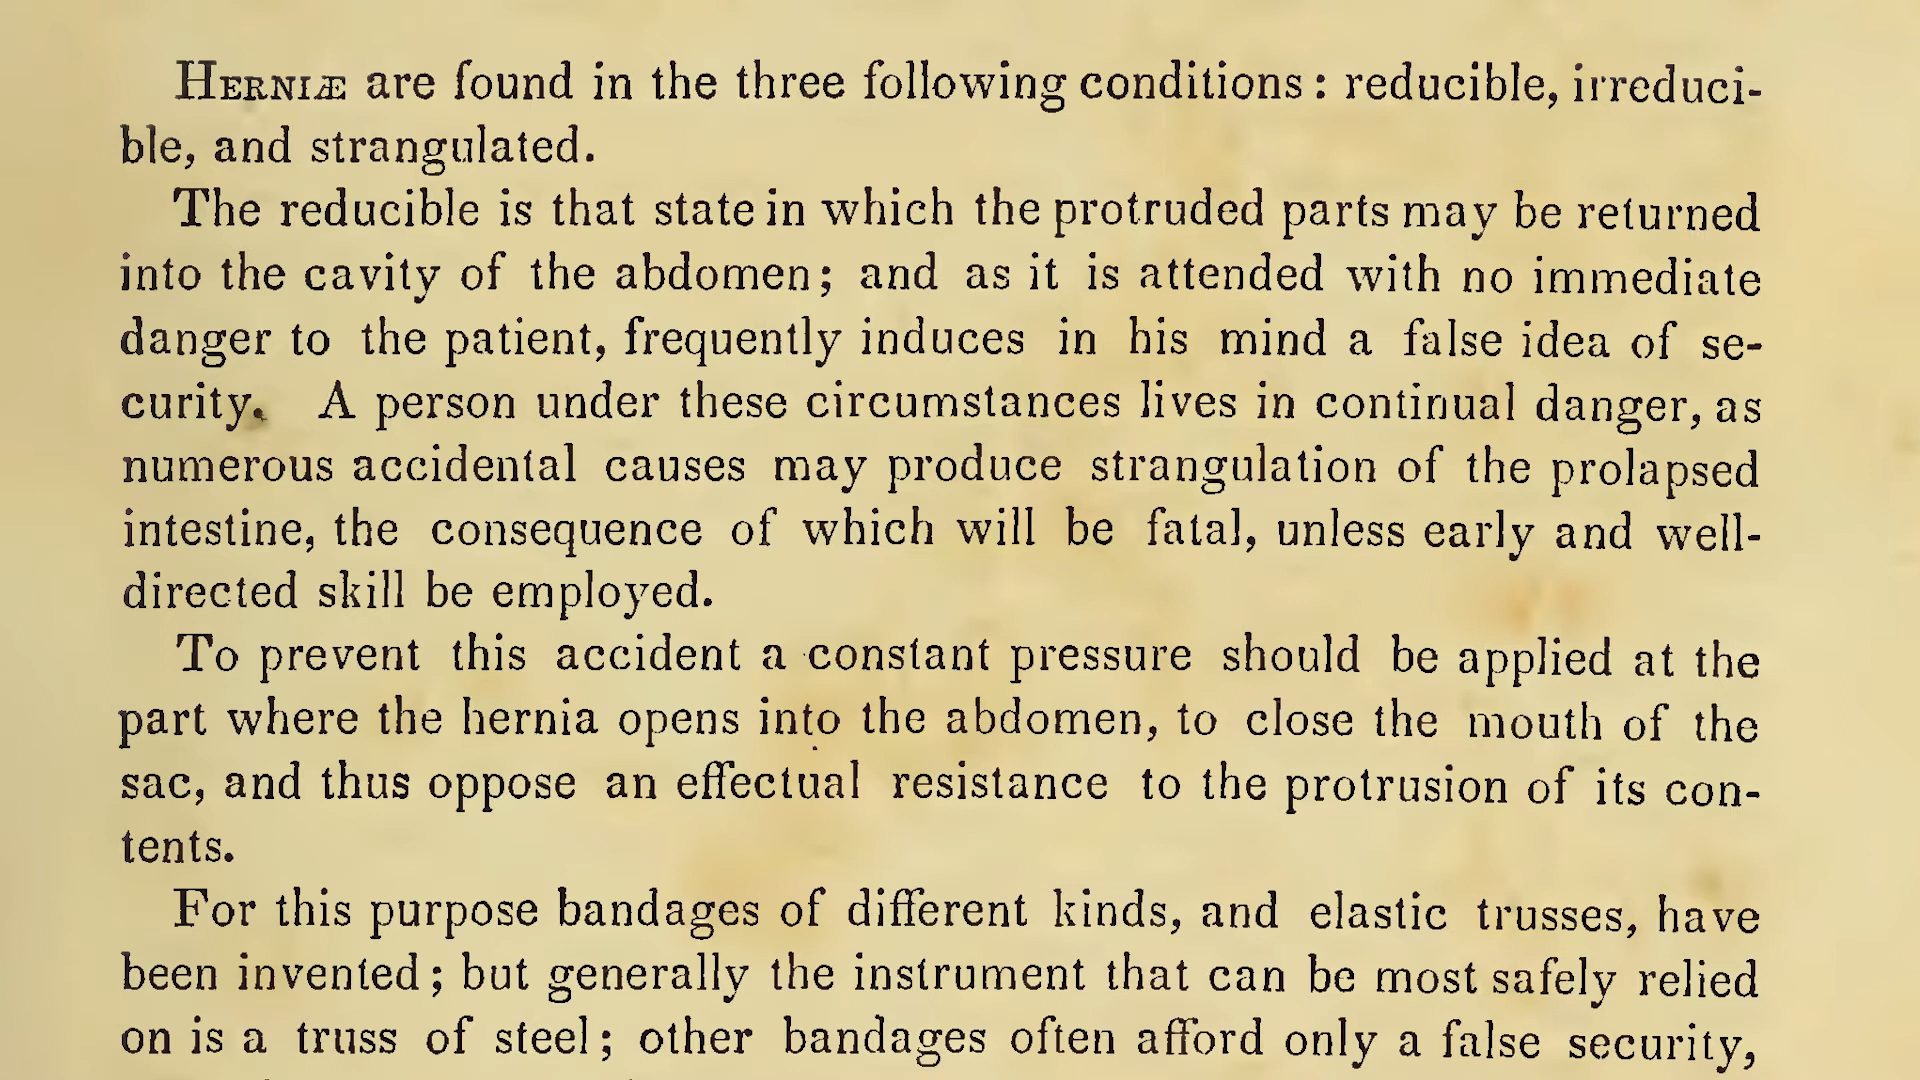 HERNIÆ are found in the three following conditions: reducible, irreduci-
ble, and strangulated.
The reducible is that state in which the protruded parts may be returned
into the cavity of the abdomen; and as it is attended with no immediate
danger to the patient, frequently induces in his mind a false idea of se-
curity. A person under these circumstances lives in continual danger, as
numerous accidental causes may produce strangulation of the prolapsed
intestine, the consequence of which will be fatal, unless early and well-
directed skill be employed.
To prevent this accident a constant pressure should be applied at the
part where the hernia opens into the abdomen, to close the mouth of the
sac, and thus oppose an effectual resistance to the protrusion of its con-
tents.
For this purpose bandages of different kinds, and elastic trusses, have
been invented; but generally the instrument that can be most safely relied
on is a truss of steel; other bandages often afford only a false security,